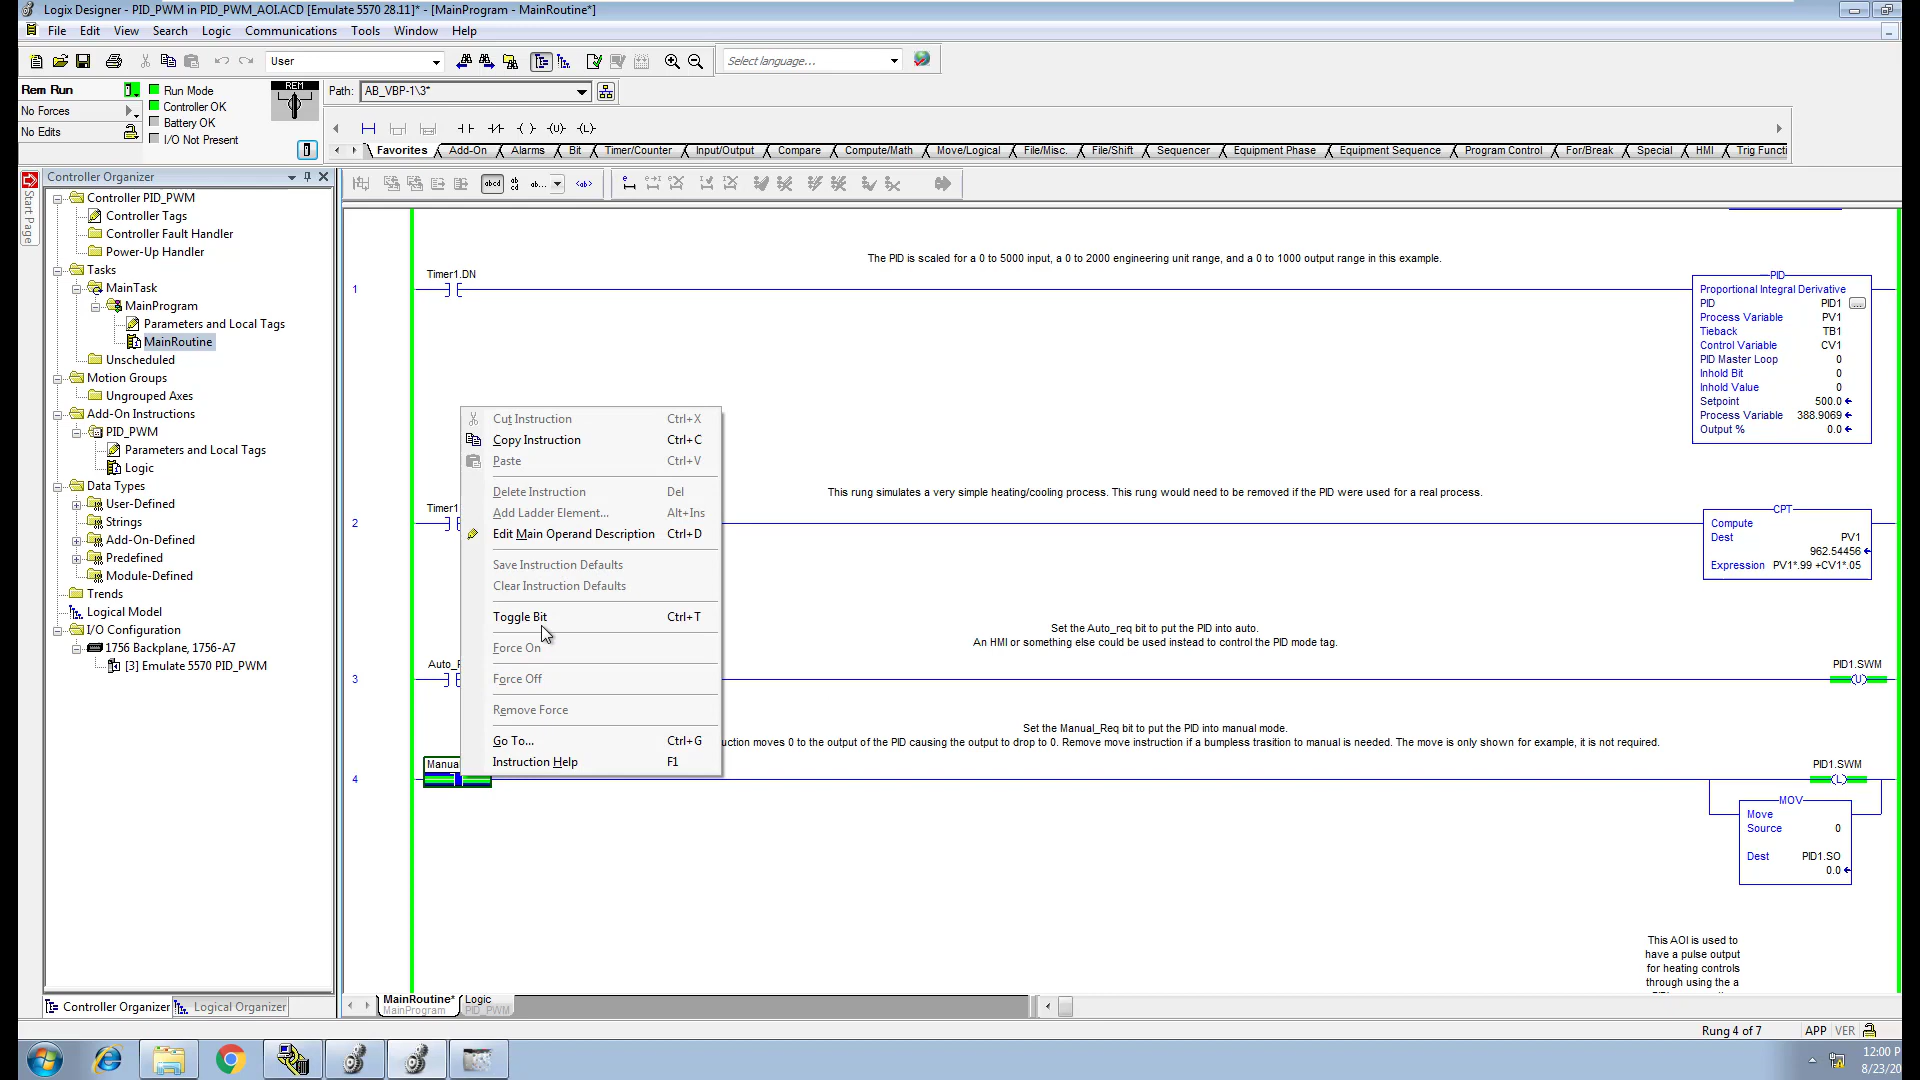 Logix Designer - PID_PWM in PID_PWM_AOI.ACD [Emulate 5570 28.11]* - [MainProgram - MainRoutine*]
File Edit View Search Logic Communications Tools Window Help
User
Select language...
Rem Run
No Forces
No Edits
Run Mode
Controller OK
Battery OK
I/O Not Present
REM
Path: AB_VBP-1\3*
Favorites Add-On Alarms Bit Timer/Counter Input/Output Compare Compute/Math Move/Logical File/Misc. File/Shift Sequencer Equipment Phase Equipment Sequence Program Control For/Break Special HMI Trig Functi
Start Page
Controller Organizer
Controller PID_PWM
Controller Tags
Controller Fault Handler
Power-Up Handler
Tasks
MainTask
MainProgram
Parameters and Local Tags
MainRoutine
Unscheduled
Motion Groups
Ungrouped Axes
Add-On Instructions
PID_PWM
Parameters and Local Tags
Logic
Data Types
User-Defined
Strings
Add-On-Defined
Predefined
Module-Defined
Trends
Logical Model
I/O Configuration
1756 Backplane, 1756-A7
[3] Emulate 5570 PID_PWM
Controller Organizer Logical Organizer
The PID is scaled for a 0 to 5000 input, a 0 to 2000 engineering unit range, and a 0 to 1000 output range in this example.
Timer1.DN
1
PID
Proportional Integral Derivative
PID PID1 ...
Process Variable PV1
Tieback TB1
Control Variable CV1
PID Master Loop 0
Inhold Bit 0
Inhold Value 0
Setpoint 500.0
Process Variable 388.9069
Output % 0.0
Cut Instruction Ctrl+X
Copy Instruction Ctrl+C
Paste Ctrl+V
Delete Instruction Del
Add Ladder Element... Alt+Ins
Edit Main Operand Description Ctrl+D
Save Instruction Defaults
Clear Instruction Defaults
Toggle Bit Ctrl+T
Force On
Force Off
Remove Force
Go To... Ctrl+G
Instruction Help F1
This rung simulates a very simple heating/cooling process. This rung would need to be removed if the PID were used for a real process.
Timer1
2
CPT
Compute
Dest PV1
962.54456
Expression PV1*.99 +CV1*.05
Set the Auto_req bit to put the PID into auto.
An HMI or something else could be used instead to control the PID mode tag.
Auto_
3
PID1.SWM
(U)
Set the Manual_Req bit to put the PID into manual mode.
uction moves 0 to the output of the PID causing the output to drop to 0. Remove move instruction if a bumpless trasition to manual is needed. The move is only shown for example, it is not required.
Manua
4
PID1.SWM
(L)
MOV
Move
Source 0
Dest PID1.SO
0.0
This AOI is used to
have a pulse output
for heating controls
through using the a
MainRoutine* Logic
MainProgram PID_PWM
Rung 4 of 7 APP VER
12:00 P
8/23/20